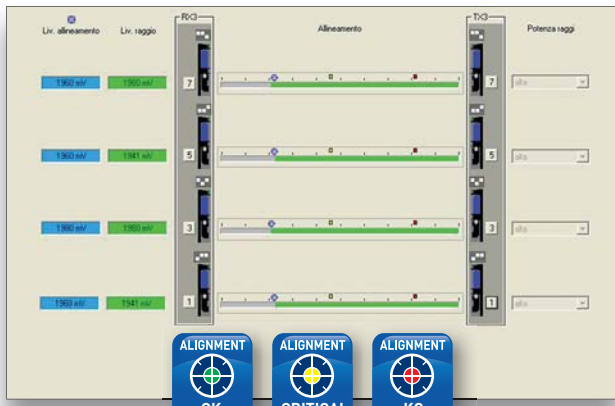 RX3
TX3
Liv. allineamento Liv. raggio Allineamento Potenza raggi
1960 mV 1960 mV 7 7 alta
1960 mV 1941 mV 5 5 alta
1980 mV 1980 mV 3 3 alta
1960 mV 1941 mV 1 1 alta
ALIGNMENT ALIGNMENT ALIGNMENT
OK CRITICAL KO